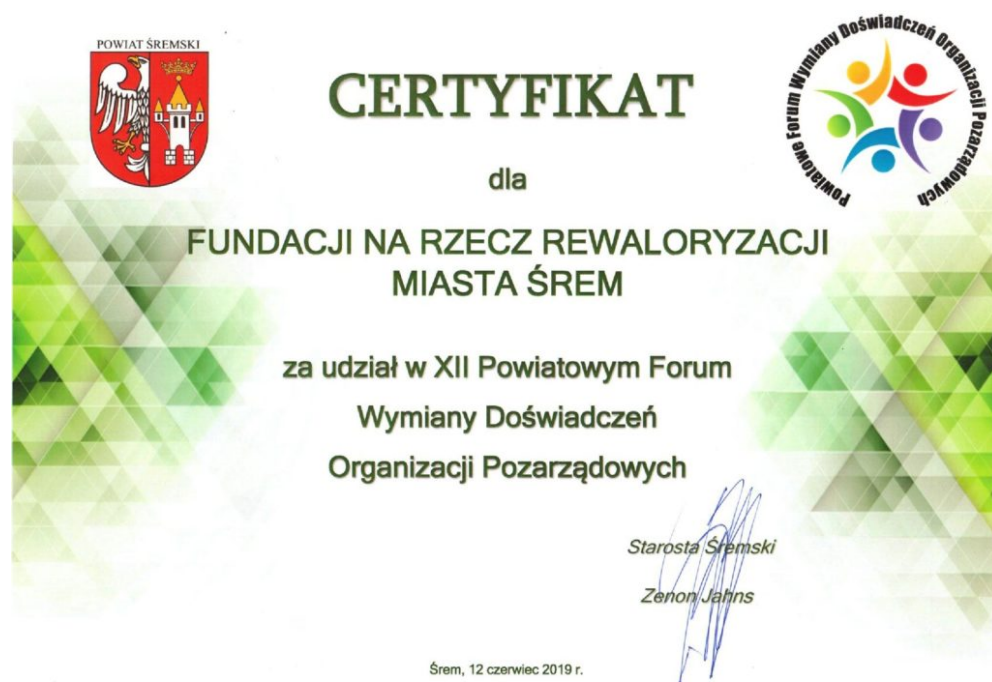 POWIAT ŚREMSKI
Powiatowe Forum Wymiany Doświadczeń Organizacji Pozarządowych
CERTYFIKAT
dla
FUNDACJI NA RZECZ REWALORYZACJI
MIASTA ŚREM
za udział w XII Powiatowym Forum
Wymiany Doświadczeń
Organizacji Pozarządowych
Starosta Śremski
Zenon Jahns
Śrem, 12 czerwiec 2019 r.